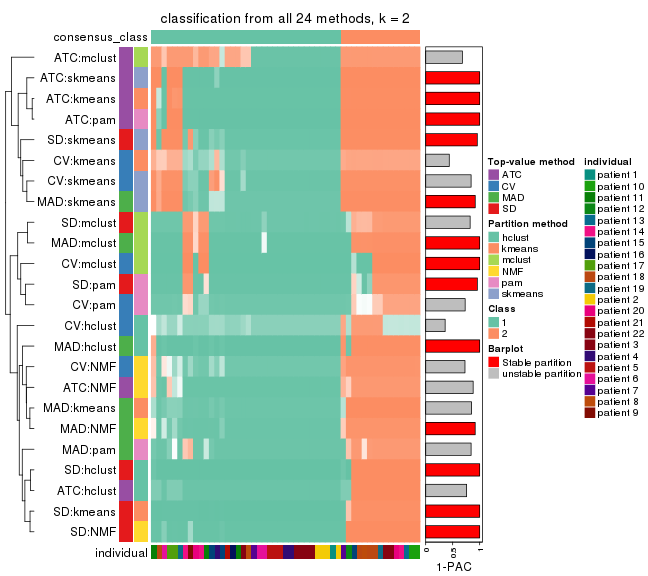 classification from all 24 methods, k = 2
consensus_class
ATC:mclust
ATC:skmeans
ATC:kmeans
ATC:pam
SD:skmeans
CV:kmeans
CV:skmeans
MAD:skmeans
SD:mclust
MAD:mclust
CV:mclust
SD:pam
CV:pam
CV:hclust
MAD:hclust
CV:NMF
ATC:NMF
MAD:kmeans
MAD:NMF
MAD:pam
SD:hclust
ATC:hclust
SD:kmeans
SD:NMF
individual
0 0.5 1
1-PAC
Top-value method
ATC
CV
MAD
SD
Partition method
hclust
kmeans
mclust
NMF
pam
skmeans
Class
1
2
Barplot
Stable partition
unstable partition
individual
patient 1
patient 10
patient 11
patient 12
patient 13
patient 14
patient 15
patient 16
patient 17
patient 18
patient 19
patient 2
patient 20
patient 21
patient 22
patient 3
patient 4
patient 5
patient 6
patient 7
patient 8
patient 9